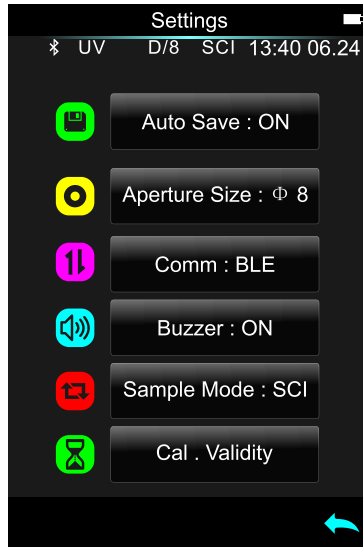 Settings
UV D/8 SCI 13:40 06.24
Auto Save : ON
Aperture Size : Φ 8
Comm : BLE
Buzzer : ON
Sample Mode : SCI
Cal . Validity